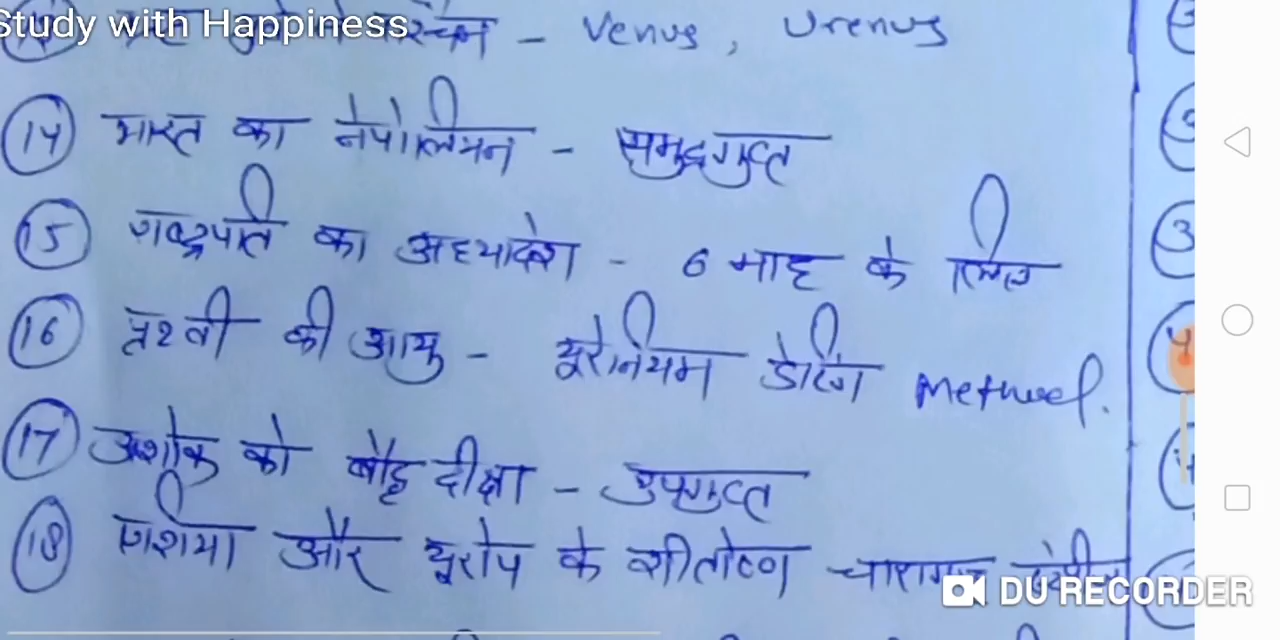 Study with Happiness
- Venus, Urenus
14 भारत का नेपोलियन - समुद्रगुप्त
15 राष्ट्रपति का अध्यादेश - 6 माह के लिए
16 पृथ्वी की आयु - यूरेनियम डेटिंग Method.
17 अशोक को बौद्ध दीक्षा - उपगुप्त
18 एशिया और यूरोप के शीतोष्ण चारागाह
DU RECORDER